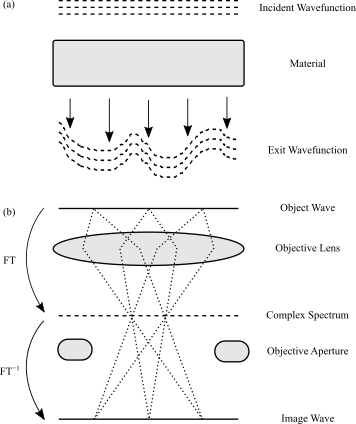 (a)
Incident Wavefunction
Material
Exit Wavefunction
(b)
Object Wave
Objective Lens
FT
Complex Spectrum
Objective Aperture
FT⁻¹
Image Wave